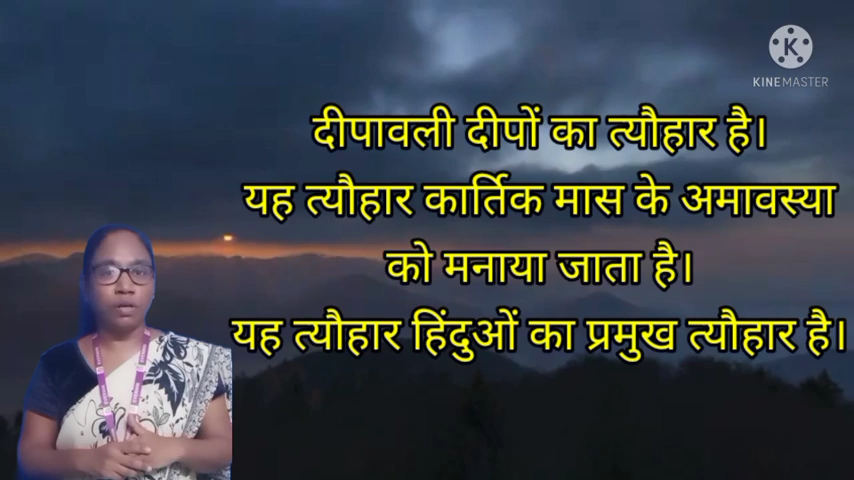 KINEMASTER
दीपावली दीपों का त्यौहार है।
यह त्यौहार कार्तिक मास के अमावस्या
को मनाया जाता है।
यह त्यौहार हिंदुओं का प्रमुख त्यौहार है।